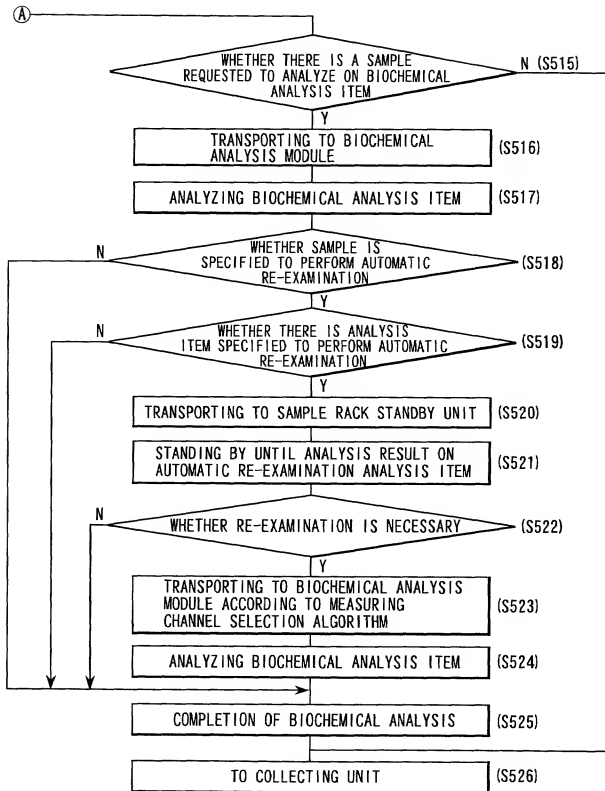 A
WHETHER THERE IS A SAMPLE
REQUESTED TO ANALYZE ON BIOCHEMICAL
ANALYSIS ITEM
N (S515)
Y
TRANSPORTING TO BIOCHEMICAL
ANALYSIS MODULE
(S516)
ANALYZING BIOCHEMICAL ANALYSIS ITEM
(S517)
N
WHETHER SAMPLE IS
SPECIFIED TO PERFORM AUTOMATIC
RE-EXAMINATION
(S518)
Y
N
WHETHER THERE IS ANALYSIS
ITEM SPECIFIED TO PERFORM AUTOMATIC
RE-EXAMINATION
(S519)
Y
TRANSPORTING TO SAMPLE RACK STANDBY UNIT
(S520)
STANDING BY UNTIL ANALYSIS RESULT ON
AUTOMATIC RE-EXAMINATION ANALYSIS ITEM
(S521)
N
WHETHER RE-EXAMINATION IS NECESSARY
(S522)
Y
TRANSPORTING TO BIOCHEMICAL ANALYSIS
MODULE ACCORDING TO MEASURING
CHANNEL SELECTION ALGORITHM
(S523)
ANALYZING BIOCHEMICAL ANALYSIS ITEM
(S524)
COMPLETION OF BIOCHEMICAL ANALYSIS
(S525)
TO COLLECTING UNIT
(S526)